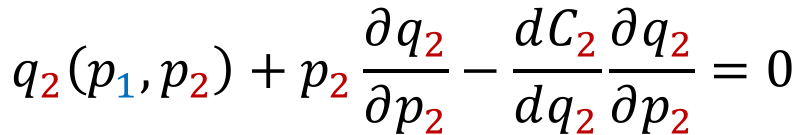 q₂(p₁,p₂) + p₂ ∂q₂/∂p₂ − dC₂/dq₂ ∂q₂/∂p₂ = 0